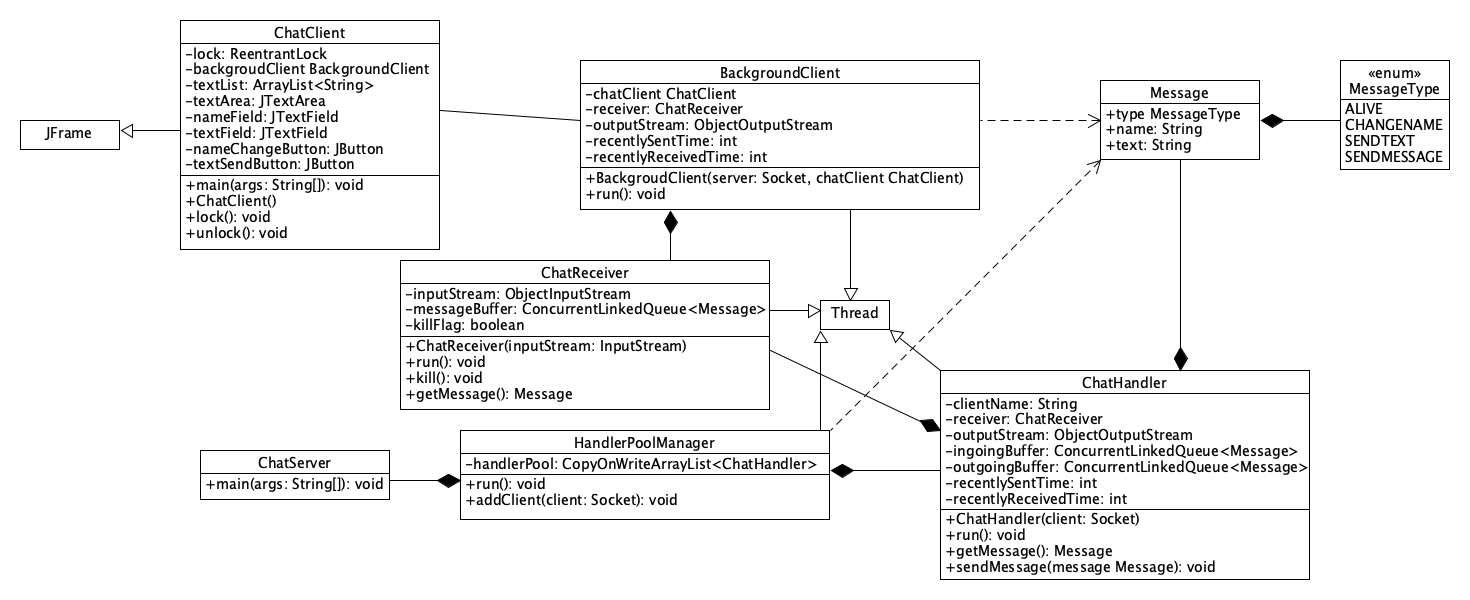 ChatClient
-lock: ReentrantLock
-backgroudClient BackgroundClient
-textList: ArrayList<String>
-textArea: JTextArea
-nameField: JTextField
-textField: JTextField
-nameChangeButton: JButton
-textSendButton: JButton
+main(args: String[]): void
+ChatClient()
+lock(): void
+unlock(): void
JFrame
BackgroundClient
-chatClient ChatClient
-receiver: ChatReceiver
-outputStream: ObjectOutputStream
-recentlySentTime: int
-recentlyReceivedTime: int
+BackgroudClient(server: Socket, chatClient ChatClient)
+run(): void
Message
+type MessageType
+name: String
+text: String
«enum»
MessageType
ALIVE
CHANGENAME
SENDTEXT
SENDMESSAGE
ChatReceiver
-inputStream: ObjectInputStream
-messageBuffer: ConcurrentLinkedQueue<Message>
-killFlag: boolean
+ChatReceiver(inputStream: InputStream)
+run(): void
+kill(): void
+getMessage(): Message
Thread
ChatHandler
-clientName: String
-receiver: ChatReceiver
-outputStream: ObjectOutputStream
-ingoingBuffer: ConcurrentLinkedQueue<Message>
-outgoingBuffer: ConcurrentLinkedQueue<Message>
-recentlySentTime: int
-recentlyReceivedTime: int
+ChatHandler(client: Socket)
+run(): void
+getMessage(): Message
+sendMessage(message Message): void
HandlerPoolManager
-handlerPool: CopyOnWriteArrayList<ChatHandler>
+run(): void
+addClient(client: Socket): void
ChatServer
+main(args: String[]): void